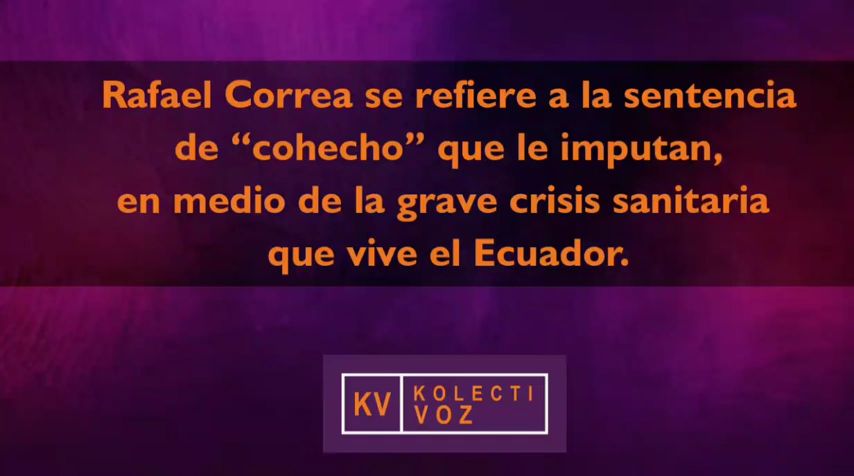 Rafael Correa se refiere a la sentencia
de “cohecho” que le imputan,
en medio de la grave crisis sanitaria
que vive el Ecuador.
KV KOLECTI
VOZ